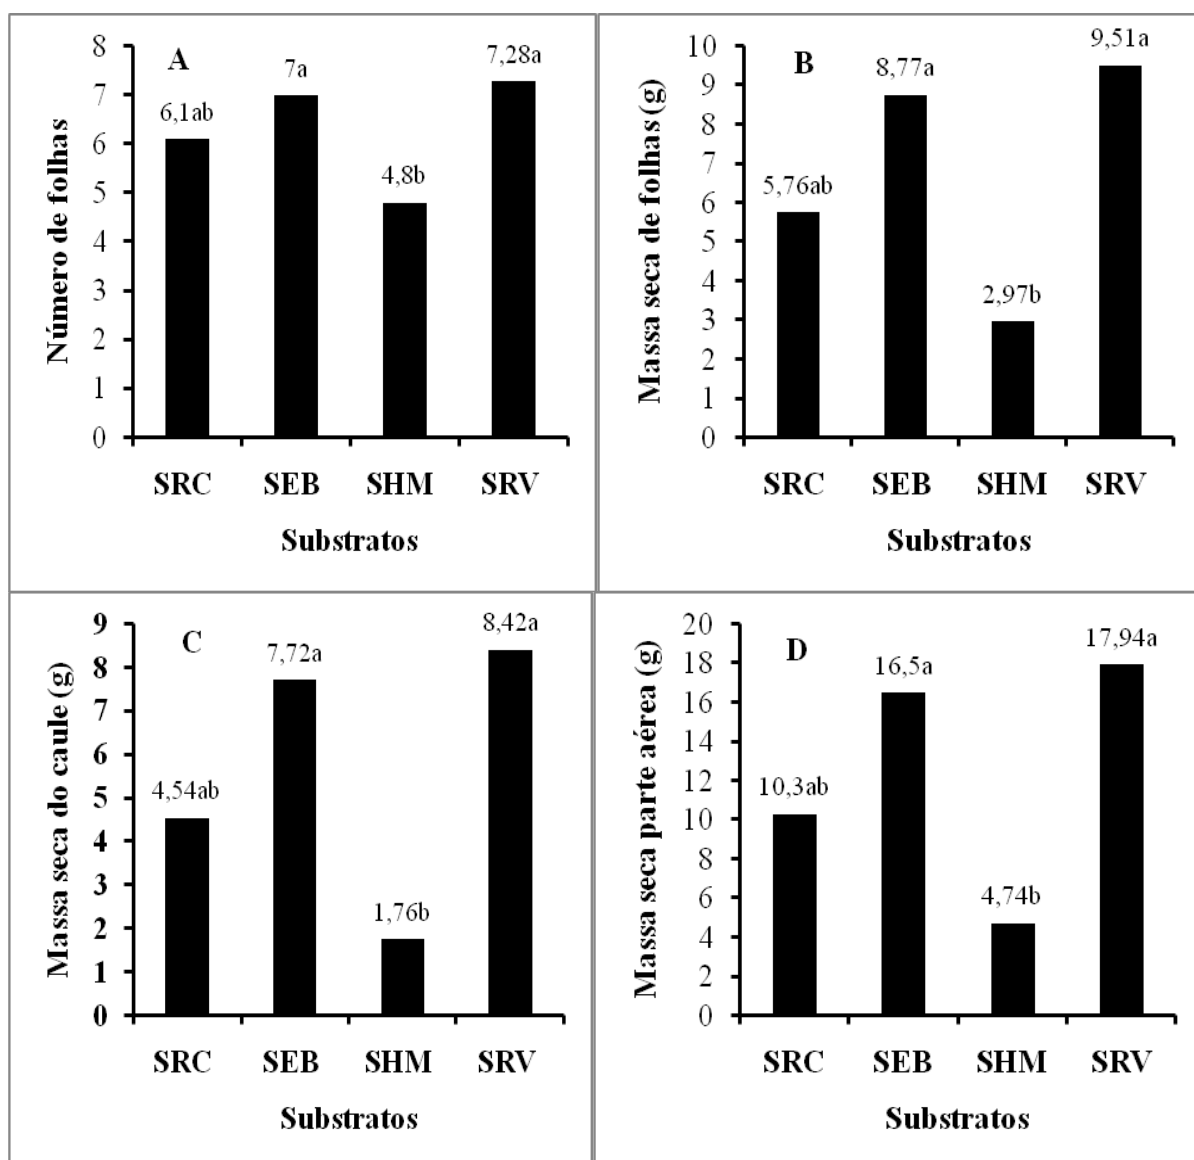 A
Número de folhas
8
7
6
5
4
3
2
1
0
6,1ab
7a
4,8b
7,28a
SRC SEB SHM SRV
Substratos
B
Massa seca de folhas (g)
10
9
8
7
6
5
4
3
2
1
0
5,76ab
8,77a
2,97b
9,51a
SRC SEB SHM SRV
Substratos
C
Massa seca do caule (g)
9
8
7
6
5
4
3
2
1
0
4,54ab
7,72a
1,76b
8,42a
SRC SEB SHM SRV
Substratos
D
Massa seca parte aérea (g)
20
18
16
14
12
10
8
6
4
2
0
10,3ab
16,5a
4,74b
17,94a
SRC SEB SHM SRV
Substratos